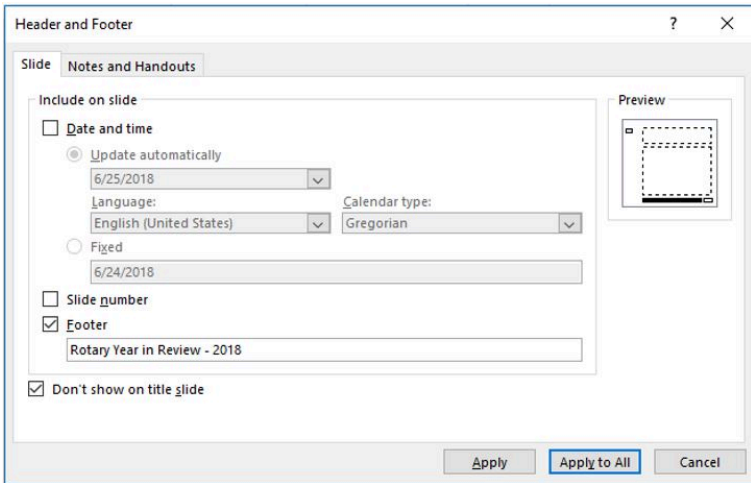 Header and Footer
Slide Notes and Handouts
Include on slide
Preview
Date and time
Update automatically
6/25/2018
Language: Calendar type:
English (United States) Gregorian
Fixed
6/24/2018
Slide number
Footer
Rotary Year in Review - 2018
Don't show on title slide
Apply Apply to All Cancel